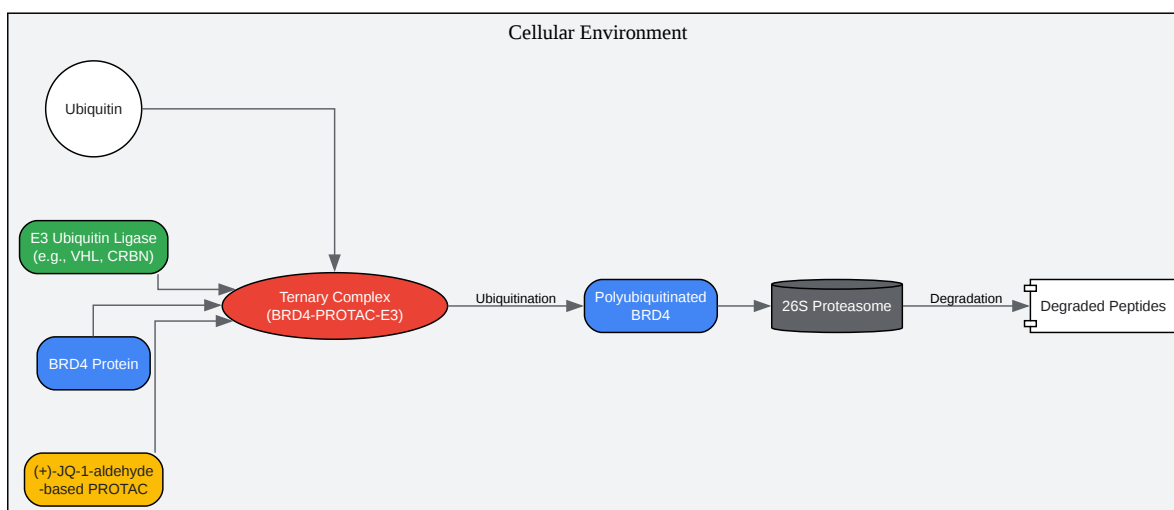 Cellular Environment
Ubiquitin
E3 Ubiquitin Ligase
(e.g., VHL, CRBN)
BRD4 Protein
(+)-JQ-1-aldehyde
-based PROTAC
Ternary Complex
(BRD4-PROTAC-E3)
Ubiquitination
Polyubiquitinated
BRD4
26S Proteasome
Degradation
Degraded Peptides